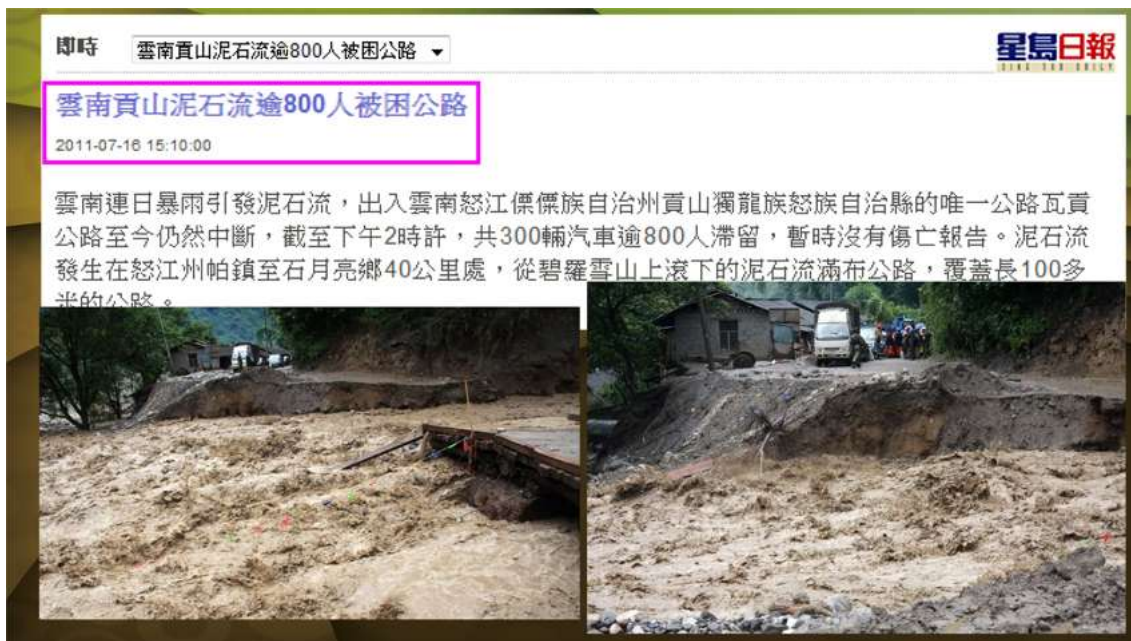 即時 雲南貢山泥石流逾800人被困公路
星島日報
SING TAO DAILY
雲南貢山泥石流逾800人被困公路
2011-07-16 15:10:00
雲南連日暴雨引發泥石流，出入雲南怒江傈僳族自治州貢山獨龍族怒族自治縣的唯一公路瓦貢
公路至今仍然中斷，截至下午2時許，共300輛汽車逾800人滯留，暫時沒有傷亡報告。泥石流
發生在怒江州帕鎮至石月亮鄉40公里處，從碧羅雪山上滾下的泥石流滿布公路，覆蓋長100多
米的公路。